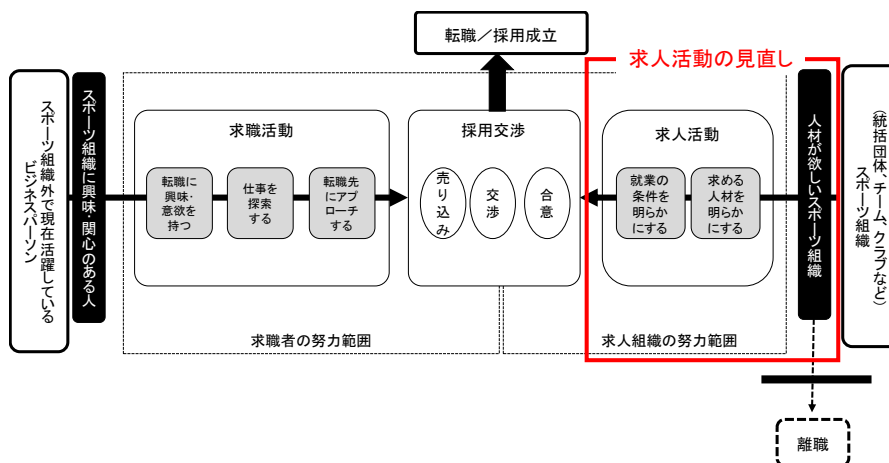 転職／採用成立
求人活動の見直し
スポーツ組織外で現在活躍している
ビジネスパーソン
スポーツ組織に興味・関心のある人
求職活動
転職に
興味・
意欲を
持つ
仕事を
探索
する
転職先
にアプ
ローチ
する
採用交渉
売り込み
交渉
合意
求人活動
就業の
条件を
明らか
にする
求める
人材を
明らか
にする
人材が欲しいスポーツ組織
スポーツ組織
（統括団体、チーム、クラブなど）
求職者の努力範囲
求人組織の努力範囲
離職